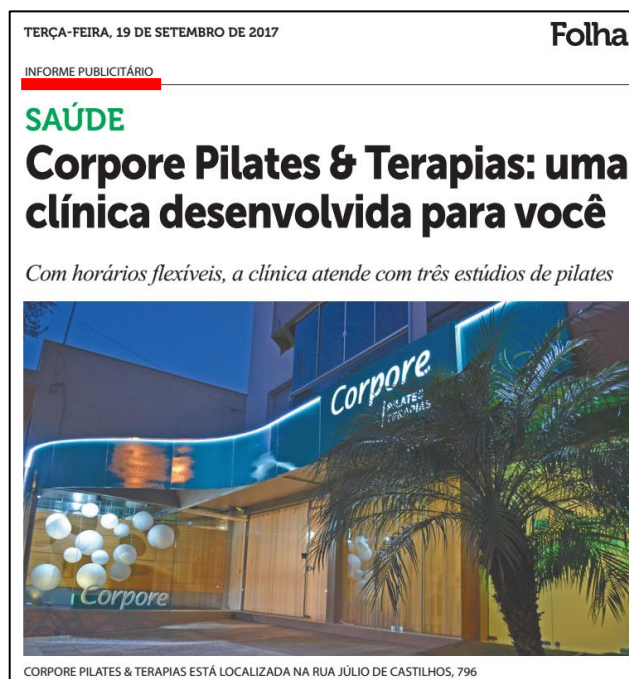 TERÇA-FEIRA, 19 DE SETEMBRO DE 2017
Folha
INFORME PUBLICITÁRIO
SAÚDE
Corpore Pilates & Terapias: uma
clínica desenvolvida para você
Com horários flexíveis, a clínica atende com três estúdios de pilates
Corpore
PILATES
TERAPIAS
Corpore
CORPORE PILATES & TERAPIAS ESTÁ LOCALIZADA NA RUA JÚLIO DE CASTILHOS, 796